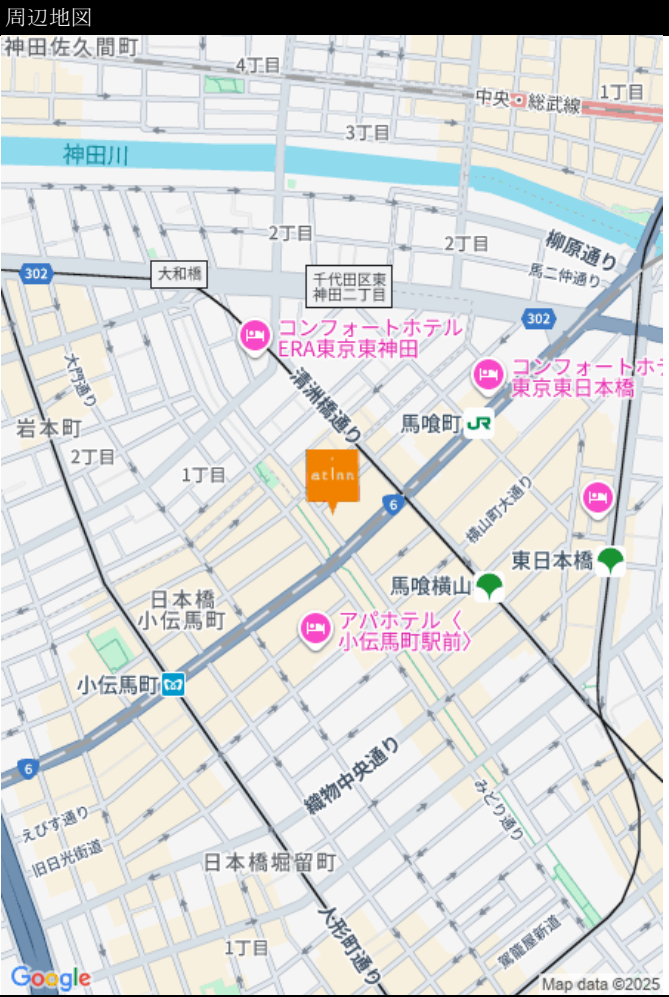 周辺地図
神田佐久間町
4丁目
中央・総武線
1丁目
3丁目
神田川
2丁目
2丁目
柳原通り
馬二仲通り
302
大和橋
千代田区東
神田二丁目
302
コンフォートホテル
ERA東京東神田
コンフォートホテ
東京東日本橋
大門通り
清洲橋通り
岩本町
馬喰町
JR
2丁目
1丁目
atInn
6
横山町大通り
東日本橋
馬喰横山
日本橋
小伝馬町
アパホテル〈
小伝馬町駅前〉
小伝馬町
6
織物中央通り
みどり通り
えびす通り
旧日光街道
日本橋堀留町
人形町通り
駕籠屋新道
1丁目
Google
Map data ©2025